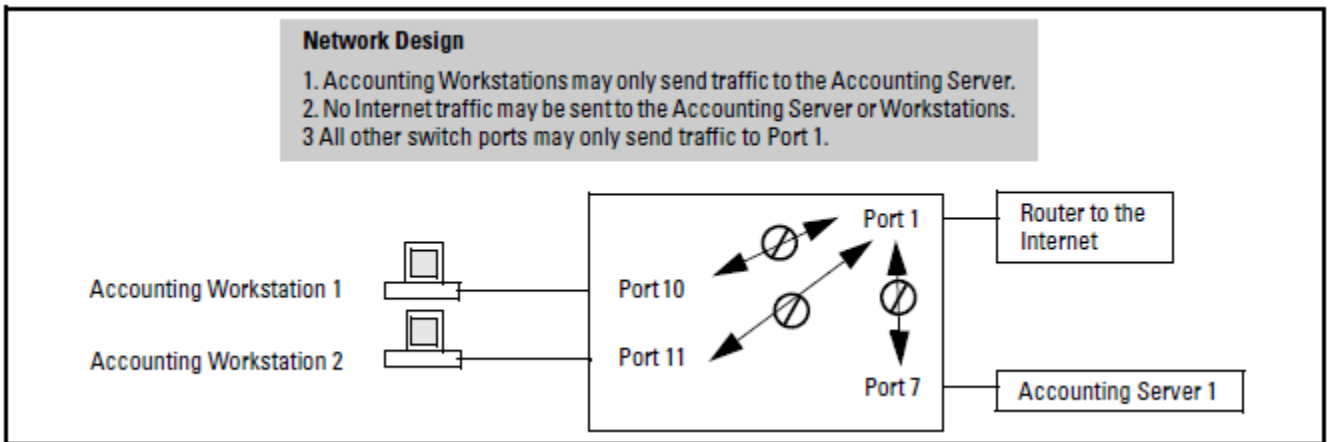 Network Design
1. Accounting Workstations may only send traffic to the Accounting Server.
2. No Internet traffic may be sent to the Accounting Server or Workstations.
3 All other switch ports may only send traffic to Port 1.
Port 1
Router to the
Internet
Accounting Workstation 1
Port 10
Accounting Workstation 2
Port 11
Port 7
Accounting Server 1